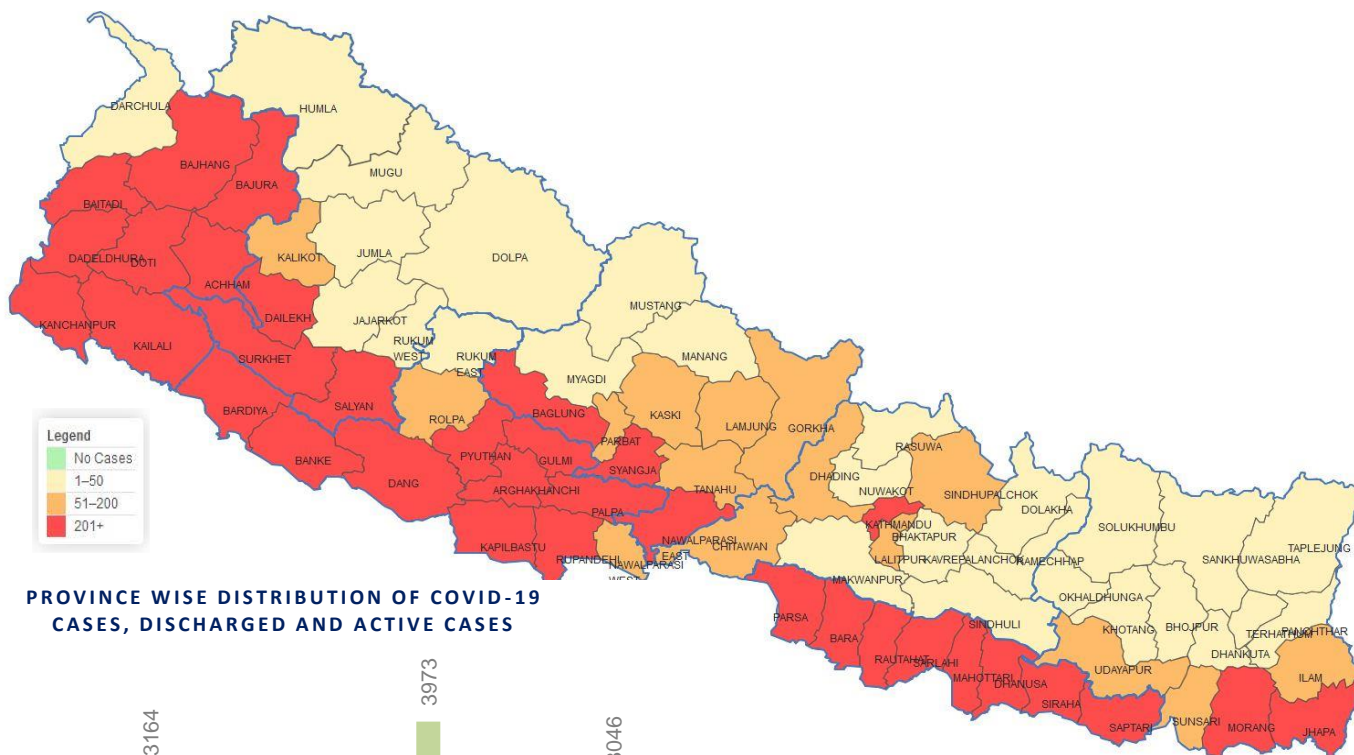 DARCHULA
HUMLA
BAJHANG
BAJURA
MUGU
BAITADI
DADELDHURA
DOTI
KALIKOT
JUMLA
DOLPA
ACHHAM
DAILEKH
JAJARKOT
MUSTANG
KANCHANPUR
KAILALI
SURKHET
RUKUM
WEST
RUKUM
EAST
MANANG
MYAGDI
BARDIYA
SALYAN
ROLPA
BAGLUNG
KASKI
LAMJUNG
GORKHA
Legend
No Cases
1–50
51–200
201+
BANKE
DANG
PYUTHAN
GULMI
PARBAT
SYANGJA
TANAHU
DHADING
RASUWA
NUWAKOT
SINDHUPALCHOK
DOLAKHA
ARGHAKHANCHI
PALPA
KAPILBASTU
RUPANDEHI
NAWALPARASI
WEST
NAWALPARASI
EAST
CHITAWAN
KATHMANDU
BHAKTAPUR
LALITPUR
KAVREPALANCHOK
RAMECHHAP
SOLUKHUMBU
SANKHUWASABHA
TAPLEJUNG
MAKWANPUR
OKHALDHUNGA
KHOTANG
BHOJPUR
TERHATHUM
PANCHTHAR
DHANKUTA
SINDHULI
PARSA
BARA
RAUTAHAT
SARLAHI
MAHOTTARI
DHANUSA
SIRAHA
UDAYAPUR
SAPTARI
SUNSARI
MORANG
ILAM
JHAPA
PROVINCE WISE DISTRIBUTION OF COVID-19
CASES, DISCHARGED AND ACTIVE CASES
3164
3973
3046